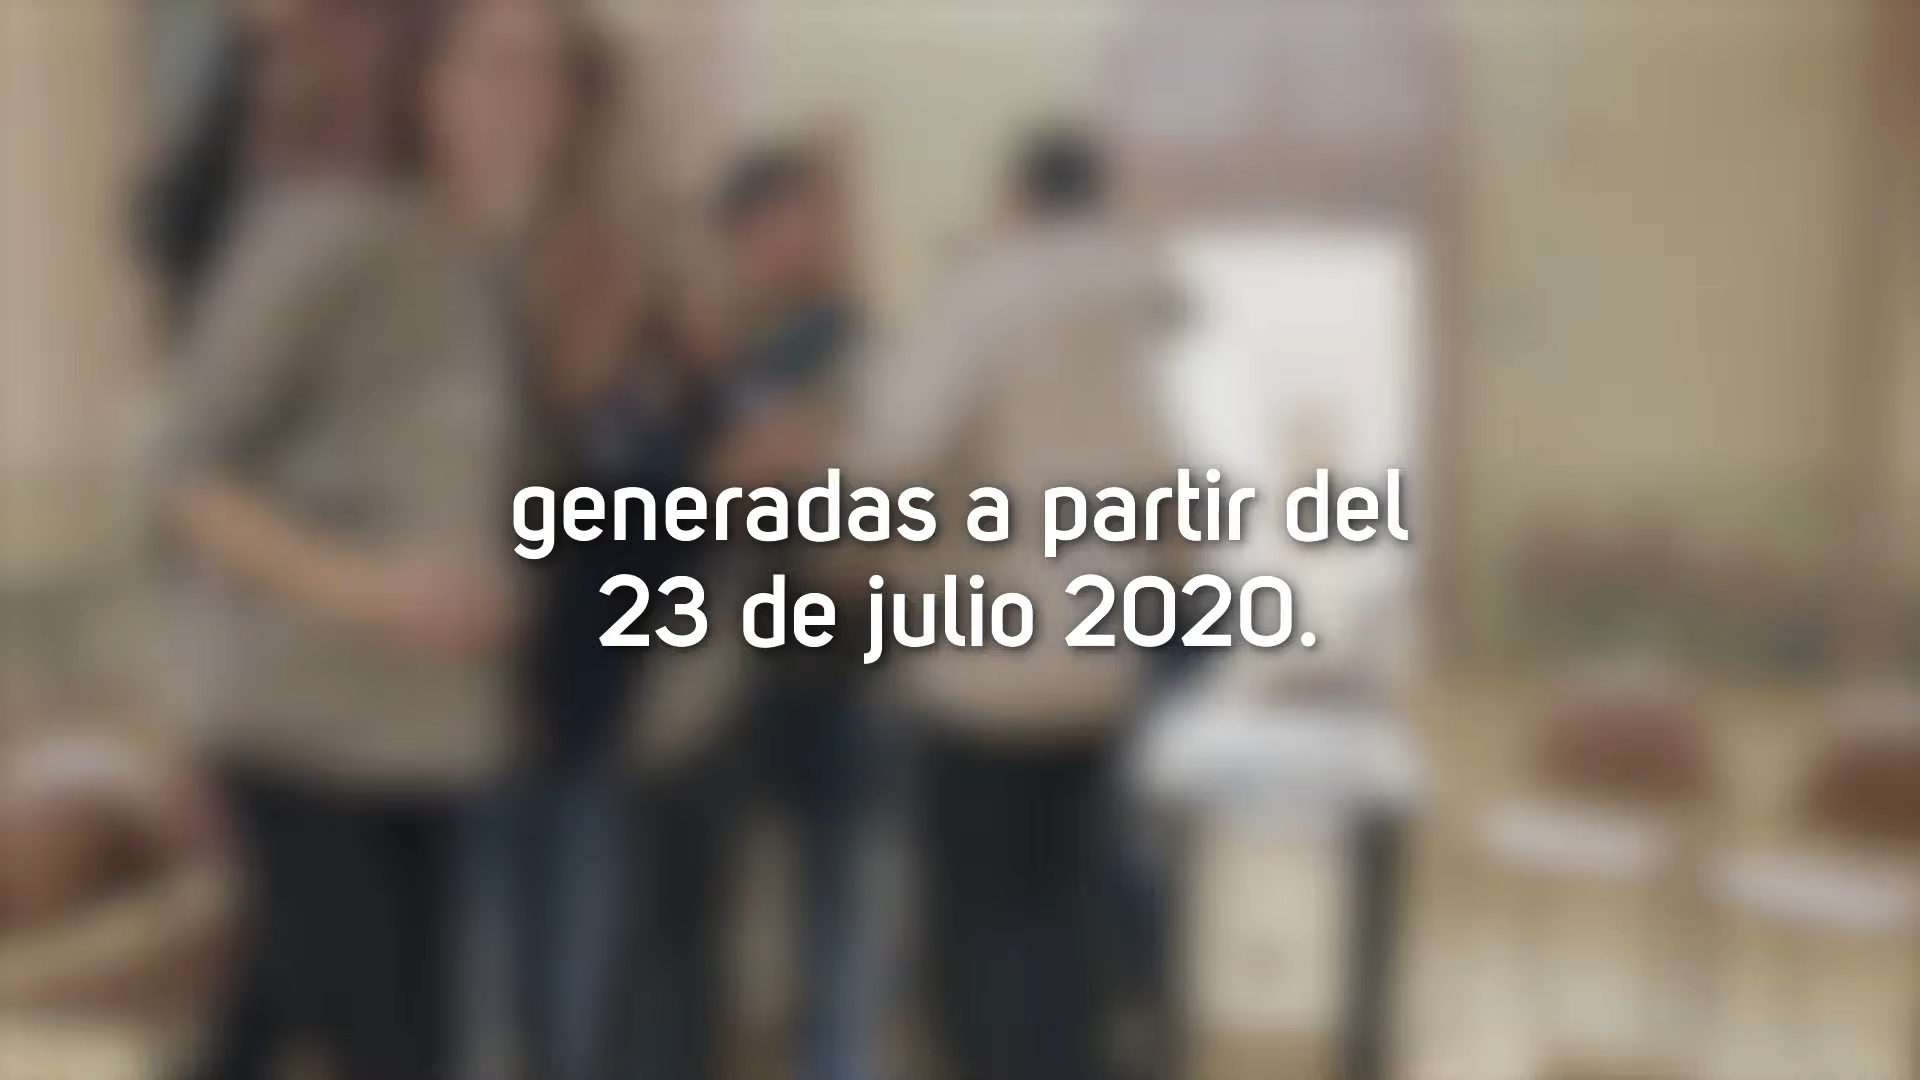 generadas a partir del
23 de julio 2020.